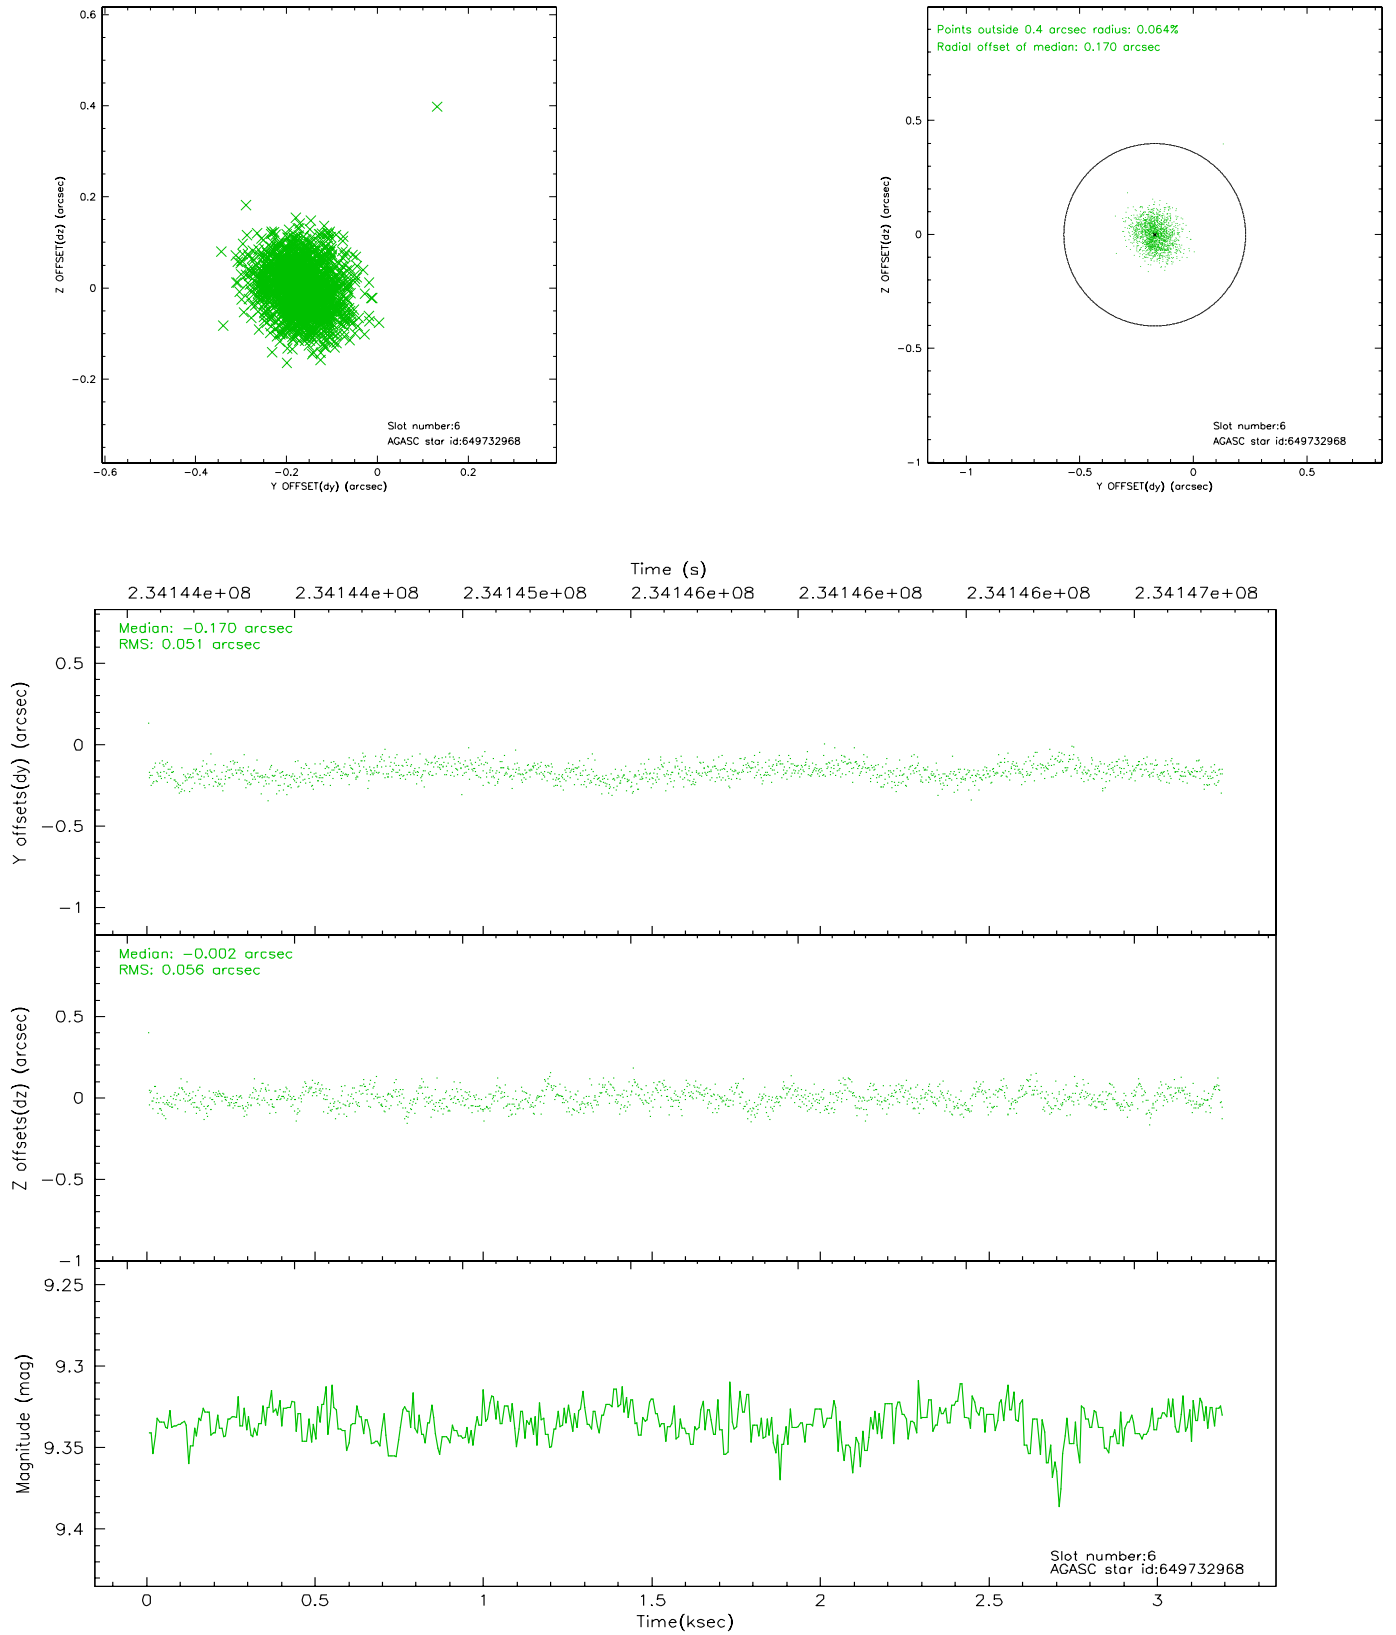 0.6
0.4
0.2
0
−0.2
Z OFFSET(dz) (arcsec)
Slot number:6
AGASC star id:649732968
−0.6 −0.4 −0.2 0 0.2
Y OFFSET(dy) (arcsec)
Points outside 0.4 arcsec radius: 0.064%
Radial offset of median: 0.170 arcsec
0.5
0
−0.5
−1
Z OFFSET(dz) (arcsec)
Slot number:6
AGASC star id:649732968
−1 −0.5 0 0.5
Y OFFSET(dy) (arcsec)
Time (s)
2.34144e+08 2.34144e+08 2.34145e+08 2.34146e+08 2.34146e+08 2.34146e+08 2.34147e+08
Median: −0.170 arcsec
RMS: 0.051 arcsec
0.5
0
−0.5
−1
Y offsets(dy) (arcsec)
Median: −0.002 arcsec
RMS: 0.056 arcsec
0.5
0
−0.5
−1
Z offsets(dz) (arcsec)
9.25
9.3
9.35
9.4
Magnitude (mag)
Slot number:6
AGASC star id:649732968
0 0.5 1 1.5 2 2.5 3
Time(ksec)